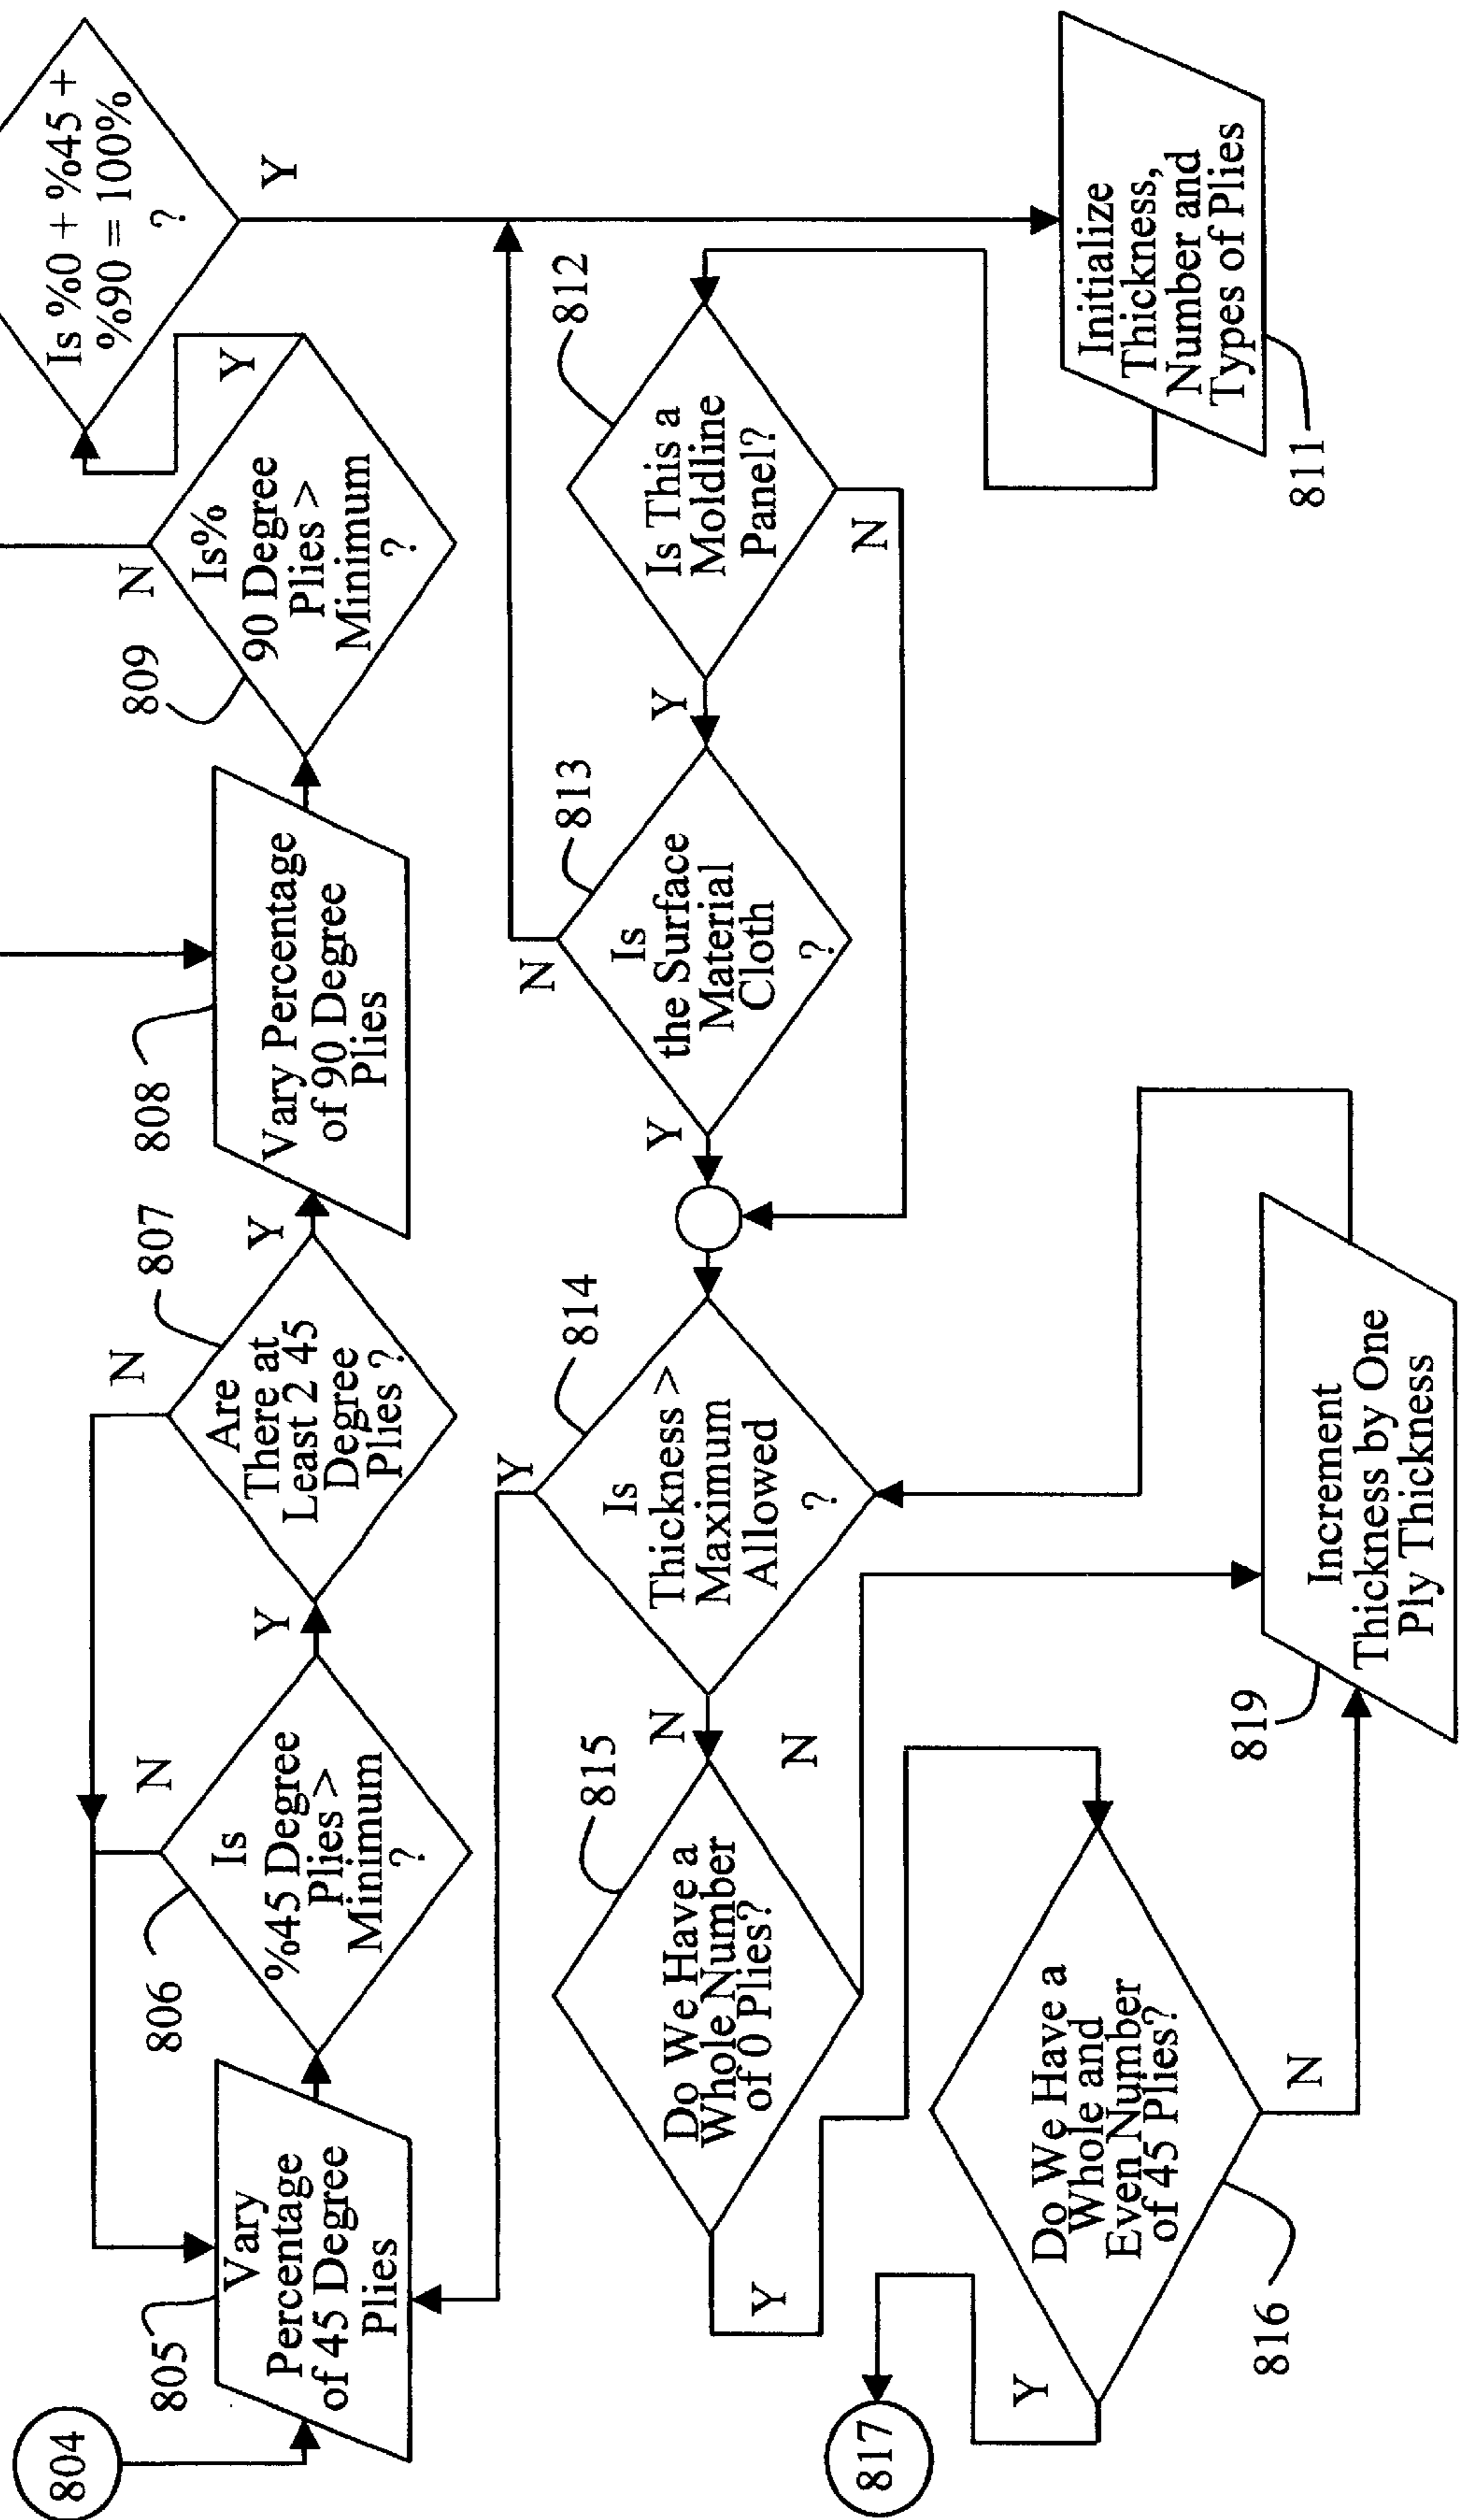 804
805
Vary
Percentage
of 45 Degree
Plies
806
Is
%45 Degree
Plies >
Minimum
?
N
Y
807
Are
There at
Least 2 45
Degree
Plies ?
N
Y
808
Vary Percentage
of 90 Degree
Plies
809
Is%
90 Degree
Plies >
Minimum
?
N
Y
Is %0 + %45 +
%90 = 100%
?
Y
811
Initialize
Thickness,
Number and
Types of Plies
812
Is This a
Moldline
Panel?
Y
N
813
Is
the Surface
Material
Cloth
?
N
Y
814
Is
Thickness >
Maximum
Allowed
?
Y
N
815
Do We Have a
Whole Number
of 0 Plies?
N
Y
816
Do We Have a
Whole and
Even Number
of 45 Plies?
Y
N
817
819
Increment
Thickness by One
Ply Thickness